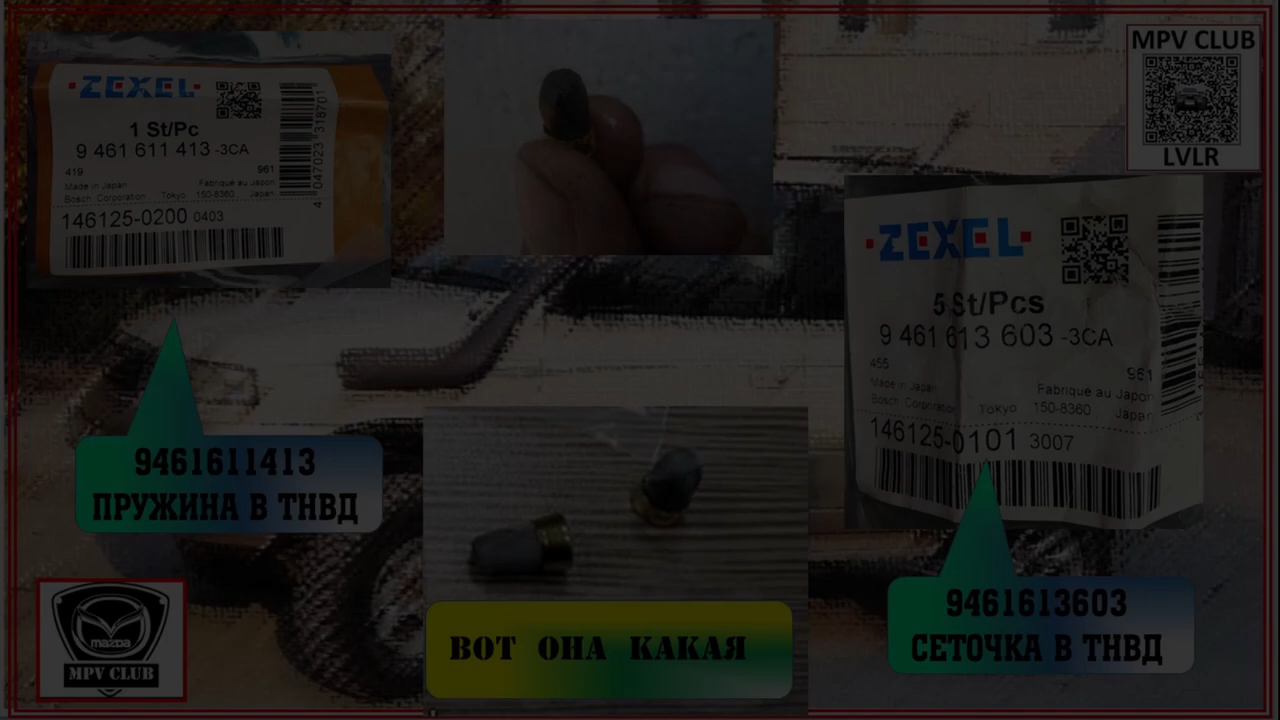 ZEXEL
1 St/Pc
9 461 611 413 -3CA
419 961
Made in Japan Fabriqué au Japon
Bosch Corporation Tokyo 150-8360 Japan
146125-0200 0403
4 047023 318701
MPV CLUB
LVLR
ZEXEL
5 St/Pcs
9 461 613 603 -3CA
455 961
Made in Japan Fabriqué au Japon
Bosch Corporation Tokyo 150-8360 Japan
146125-0101 3007
9461611413
ПРУЖИНА В ТНВД
9461613603
СЕТОЧКА В ТНВД
ВОТ ОНА КАКАЯ
mazda
MPV CLUB